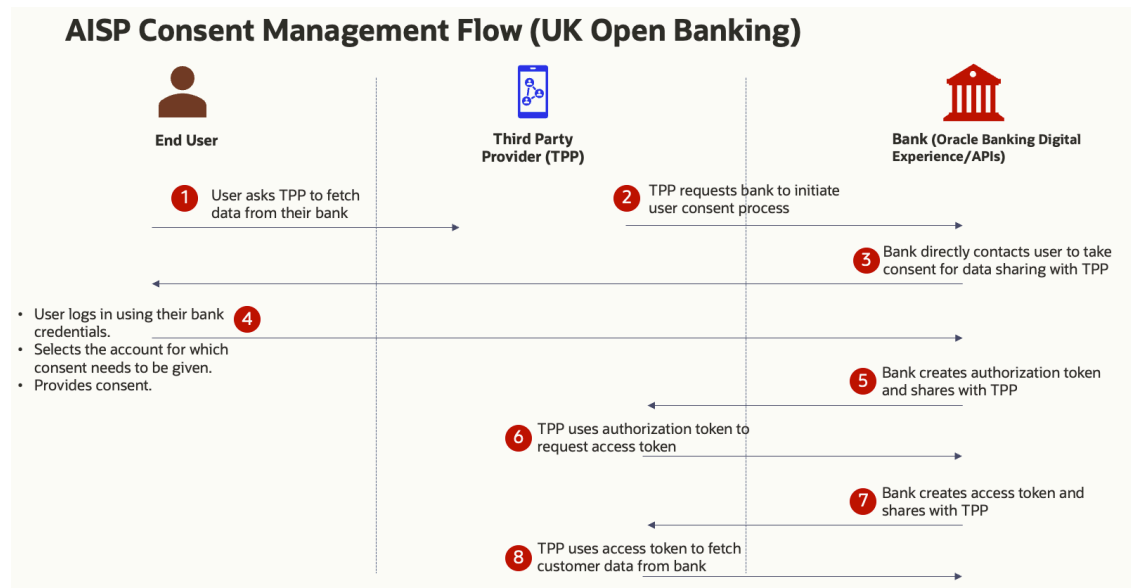 AISP Consent Management Flow (UK Open Banking)
End User
Third Party
Provider (TPP)
Bank (Oracle Banking Digital
Experience/APIs)
1
User asks TPP to fetch
data from their bank
2
TPP requests bank to initiate
user consent process
3
Bank directly contacts user to take
consent for data sharing with TPP
4
• User logs in using their bank
credentials.
• Selects the account for which
consent needs to be given.
• Provides consent.
5
Bank creates authorization token
and shares with TPP
6
TPP uses authorization token to
request access token
7
Bank creates access token and
shares with TPP
8
TPP uses access token to fetch
customer data from bank